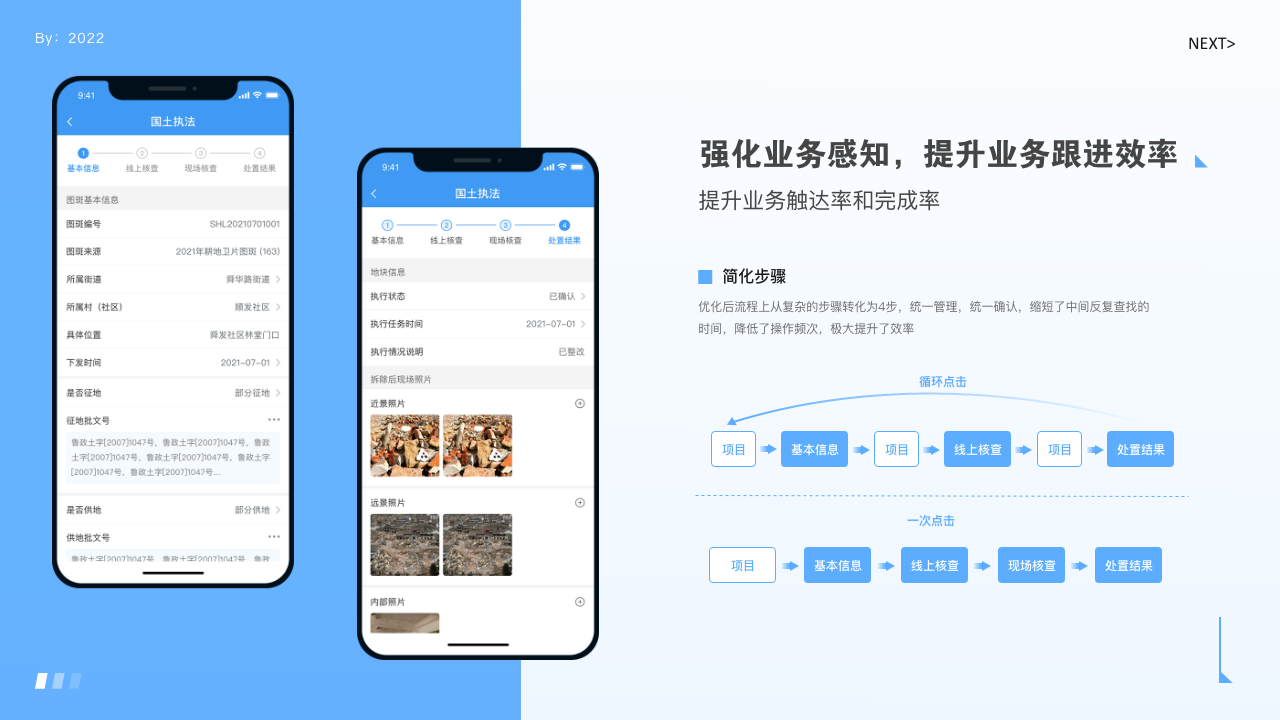 By：2022
NEXT>
9:41
国土执法
1
2
3
4
基本信息
线上核查
现场核查
处置结果
图斑基本信息
图斑编号
SHL20210701001
图斑来源
2021年耕地卫片图斑 (163)
所属街道
舜华路街道
所属村（社区）
顺发社区
具体位置
舜发社区林堂门口
下发时间
2021-07-01
是否征地
部分征地
征地批文号
鲁政土字[2007]1047号，鲁政土字[2007]1047号，鲁政
土字[2007]1047号，鲁政土字[2007]1047号，鲁政土字
[2007]1047号，鲁政土字[2007]1047号...
是否供地
部分供地
供地批文号
鲁政土字[2007]1047号，鲁政土字[2007]1047号，鲁政
9:41
国土执法
1
2
3
4
基本信息
线上核查
现场核查
处置结果
地块信息
执行状态
已确认
执行任务时间
2021-07-01
执行情况说明
已整改
拆除后现场照片
近景照片
远景照片
内部照片
强化业务感知，提升业务跟进效率
提升业务触达率和完成率
简化步骤
优化后流程上从复杂的步骤转化为4步，统一管理，统一确认，缩短了中间反复查找的
时间，降低了操作频次，极大提升了效率
循环点击
项目
基本信息
项目
线上核查
项目
处置结果
一次点击
项目
基本信息
线上核查
现场核查
处置结果